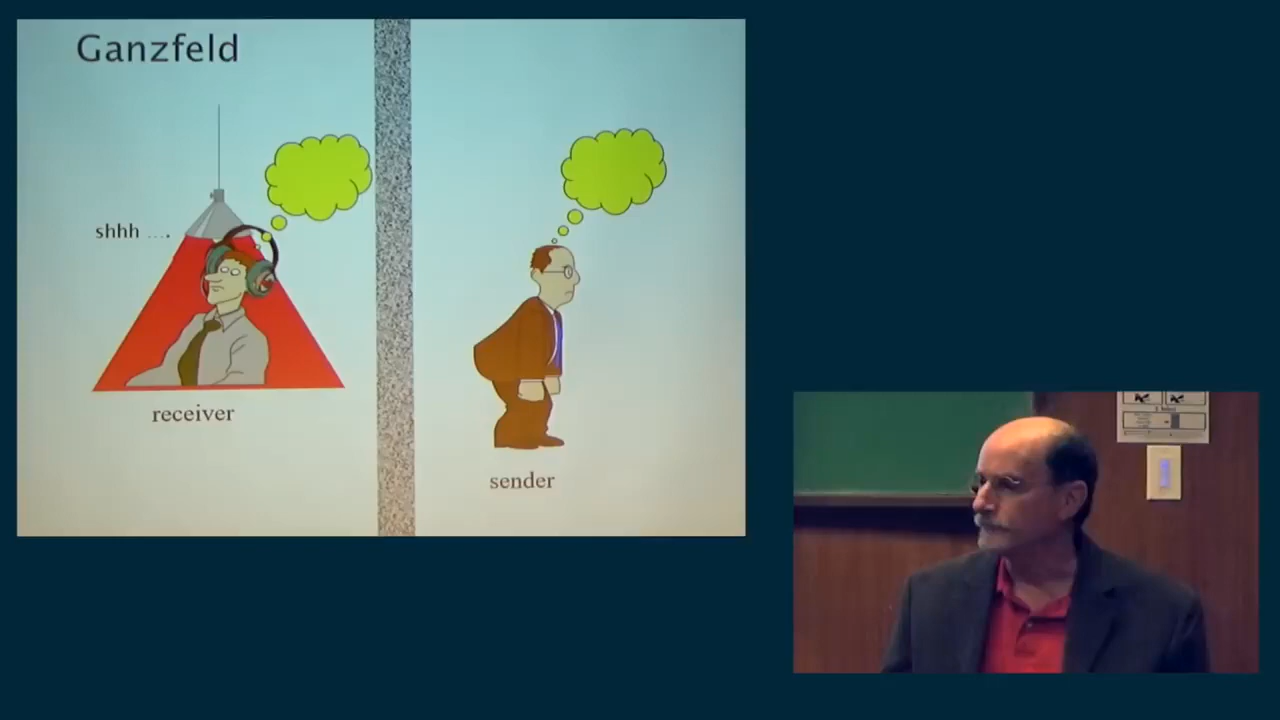 Ganzfeld
shhh ....
receiver
sender